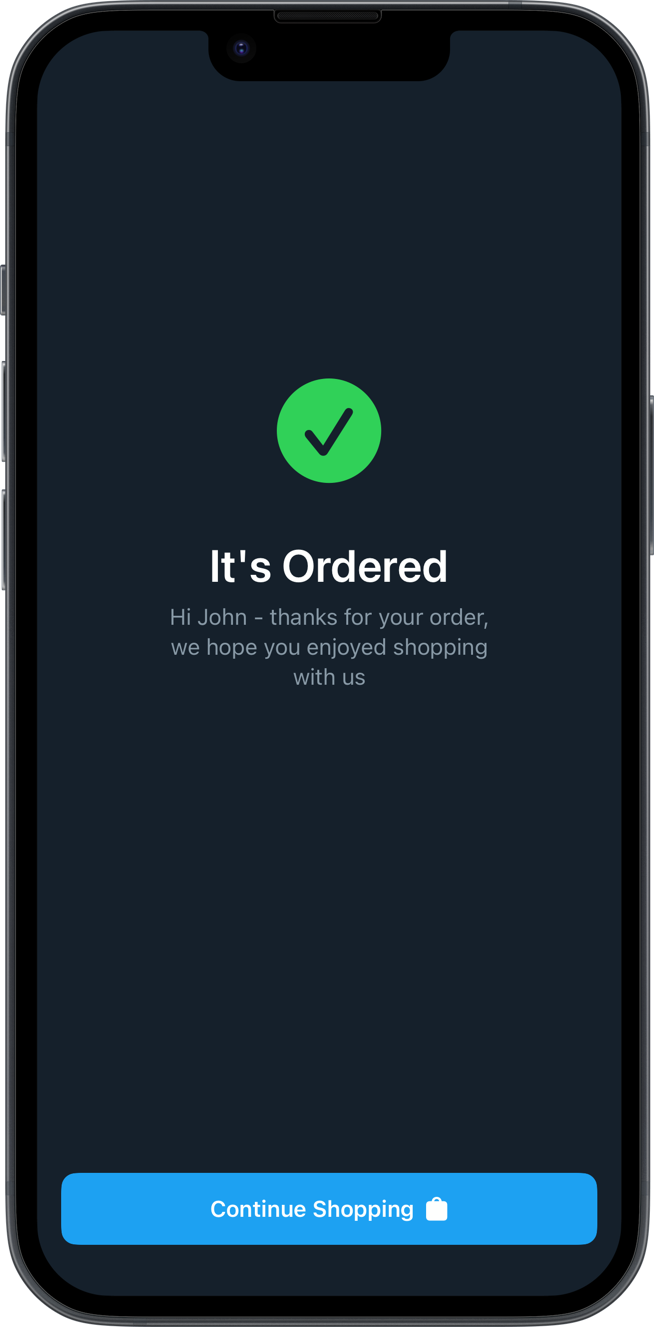 It's Ordered
Hi John - thanks for your order,
we hope you enjoyed shopping
with us
Continue Shopping